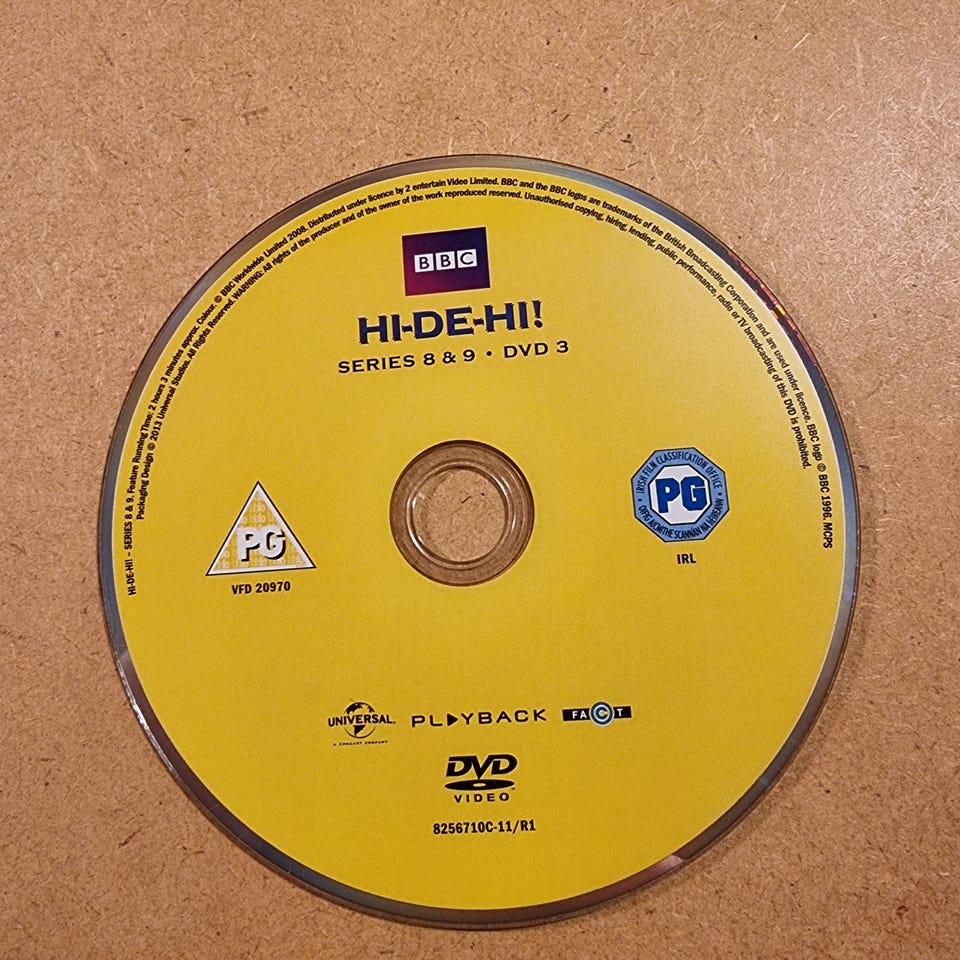 HI-DE-HI! – SERIES 8 & 9. Feature Running Time: 2 hours 3 minutes approx. Colour. © BBC Worldwide Limited 2008. Distributed under licence by 2 entertain Video Limited. BBC and the BBC logos are trademarks of the British Broadcasting Corporation and are used under licence. BBC logo © BBC 1996. MCPS
Packaging Design © 2013 Universal Studios. All Rights Reserved. WARNING: All rights of the producer and of the owner of the work reproduced reserved. Unauthorised copying, hiring, lending, public performance, radio or TV broadcasting of this DVD is prohibited.
BBC
HI-DE-HI!
SERIES 8 & 9 • DVD 3
PG
VFD 20970
IRISH FILM CLASSIFICATION OFFICE
PG
OIFIG AICMITHE SCANNÁN NA HÉIREANN
IRL
UNIVERSAL
A COMCAST COMPANY
PLAYBACK
FACT
DVD
VIDEO
8256710C-11/R1